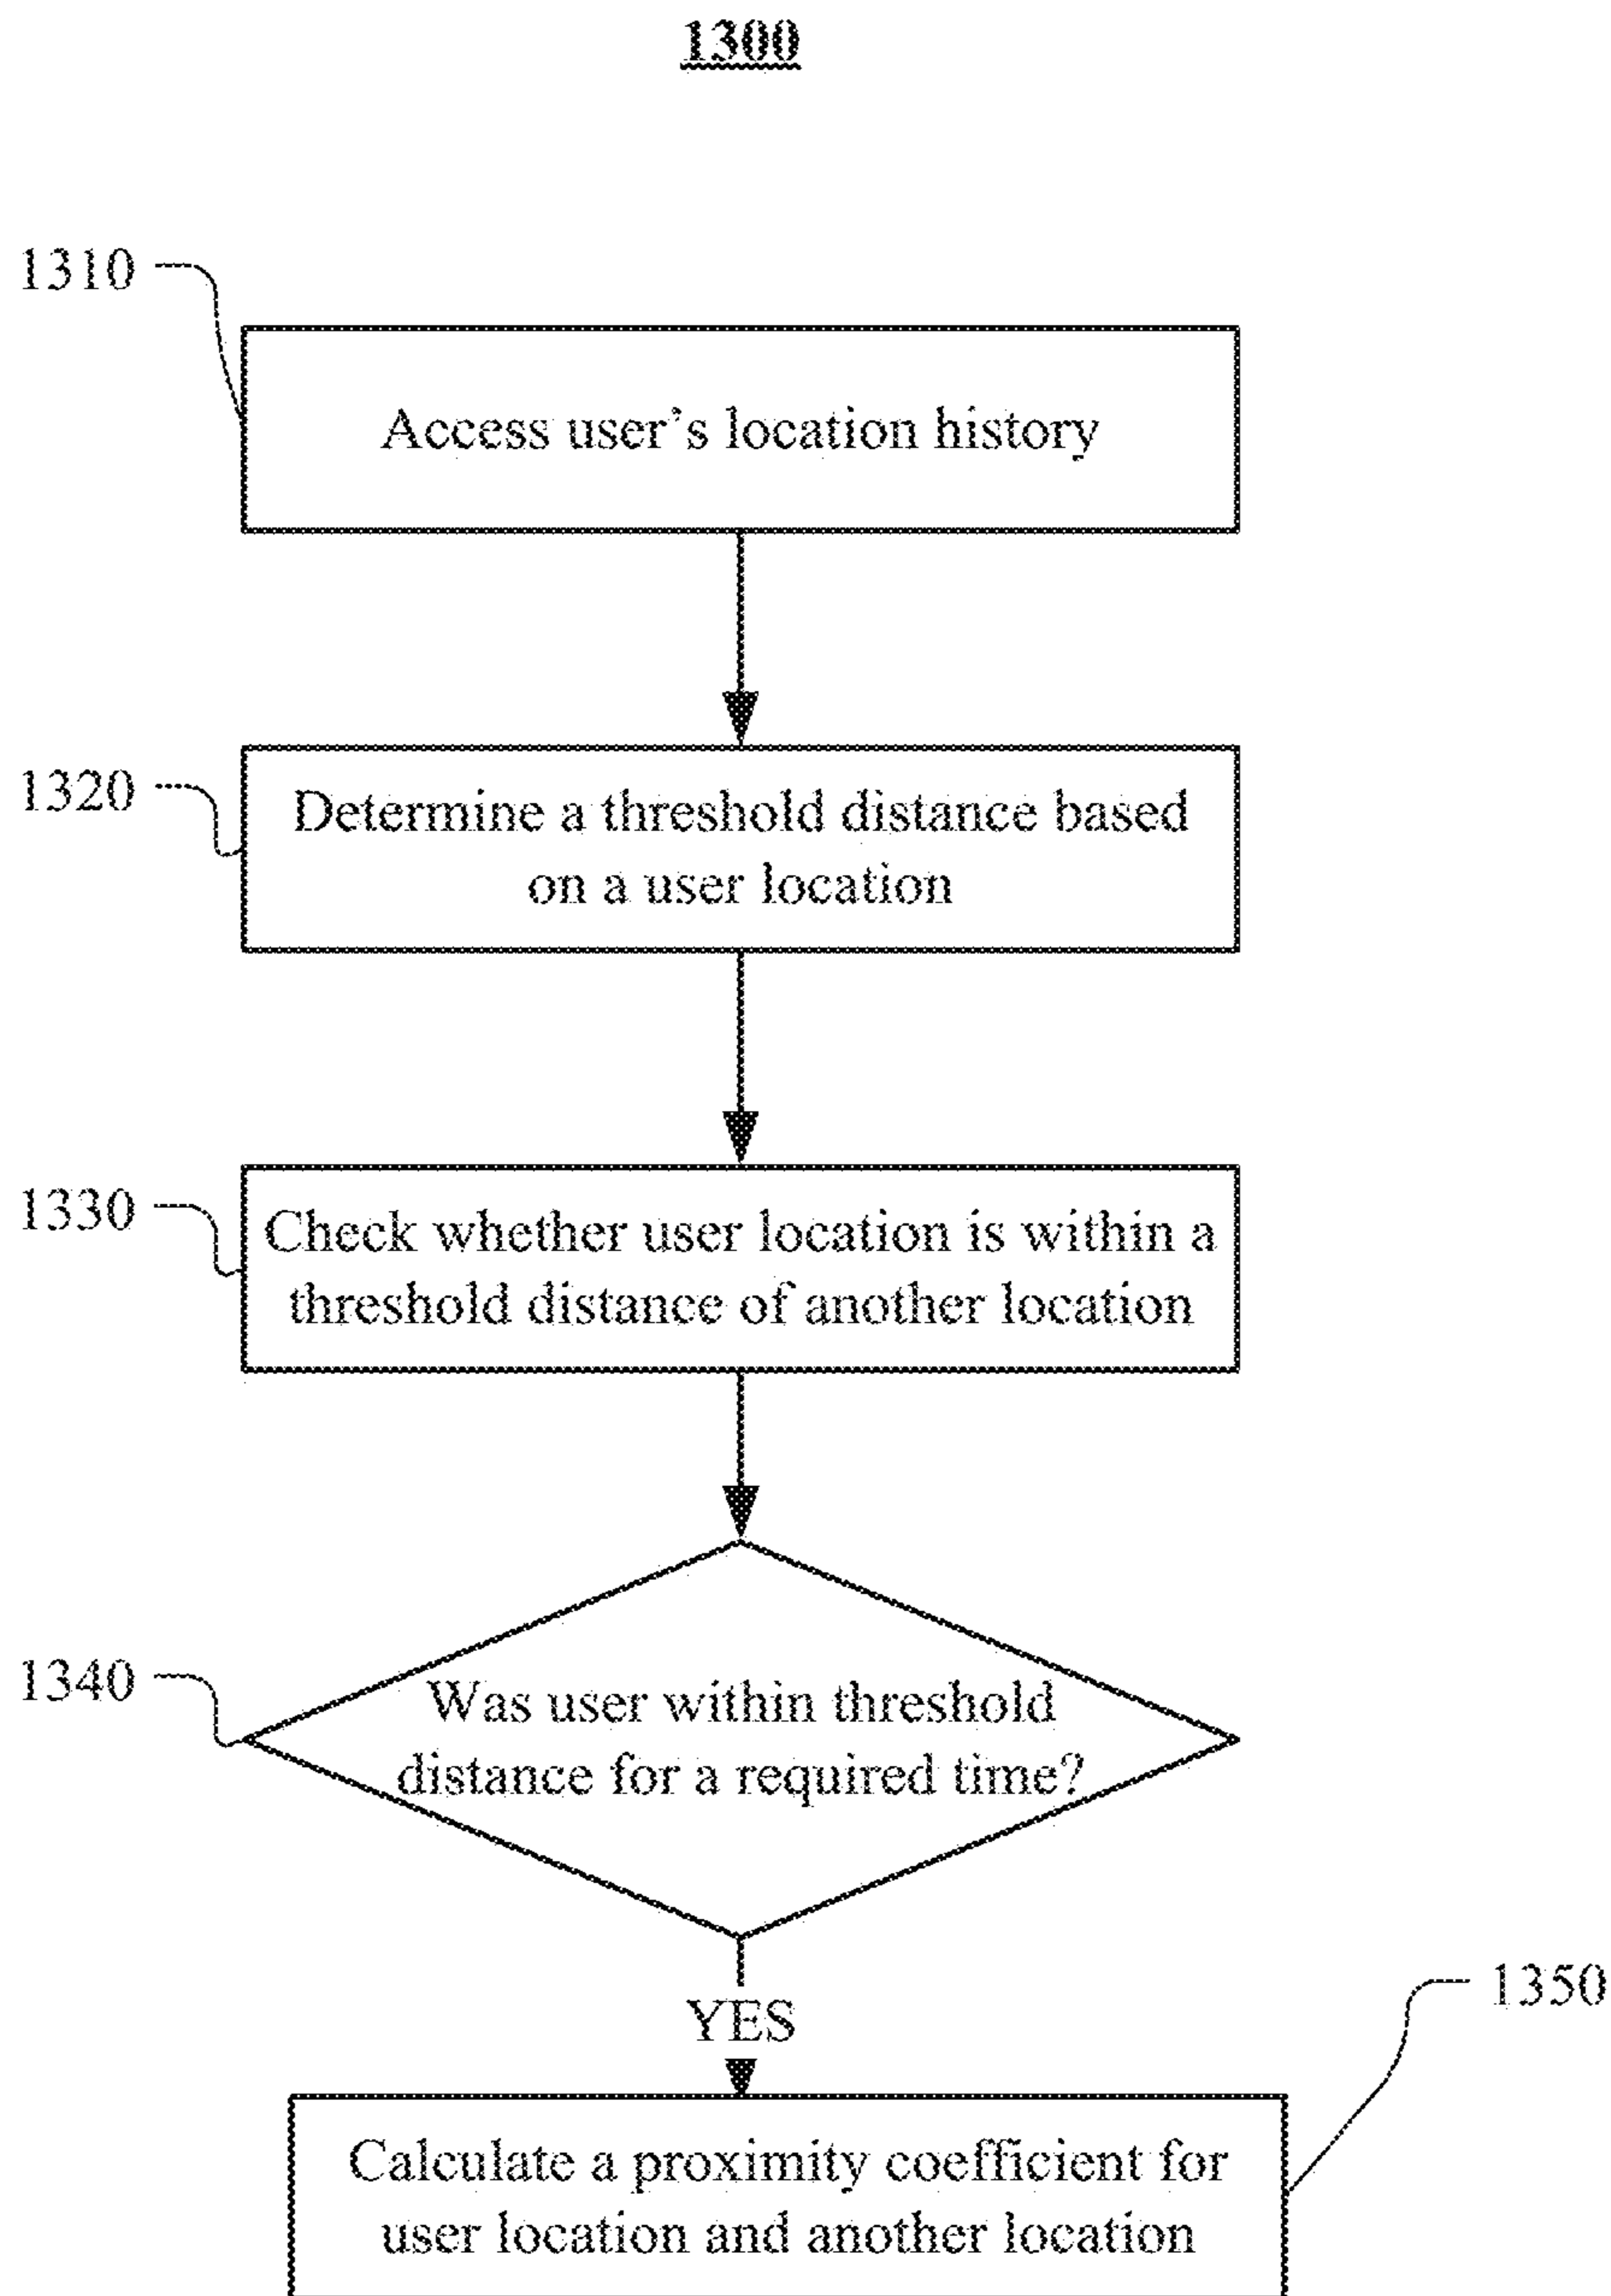 1300
1310
Access user’s location history
1320
Determine a threshold distance based
on a user location
1330
Check whether user location is within a
threshold distance of another location
1340
Was user within threshold
distance for a required time?
YES
1350
Calculate a proximity coefficient for
user location and another location